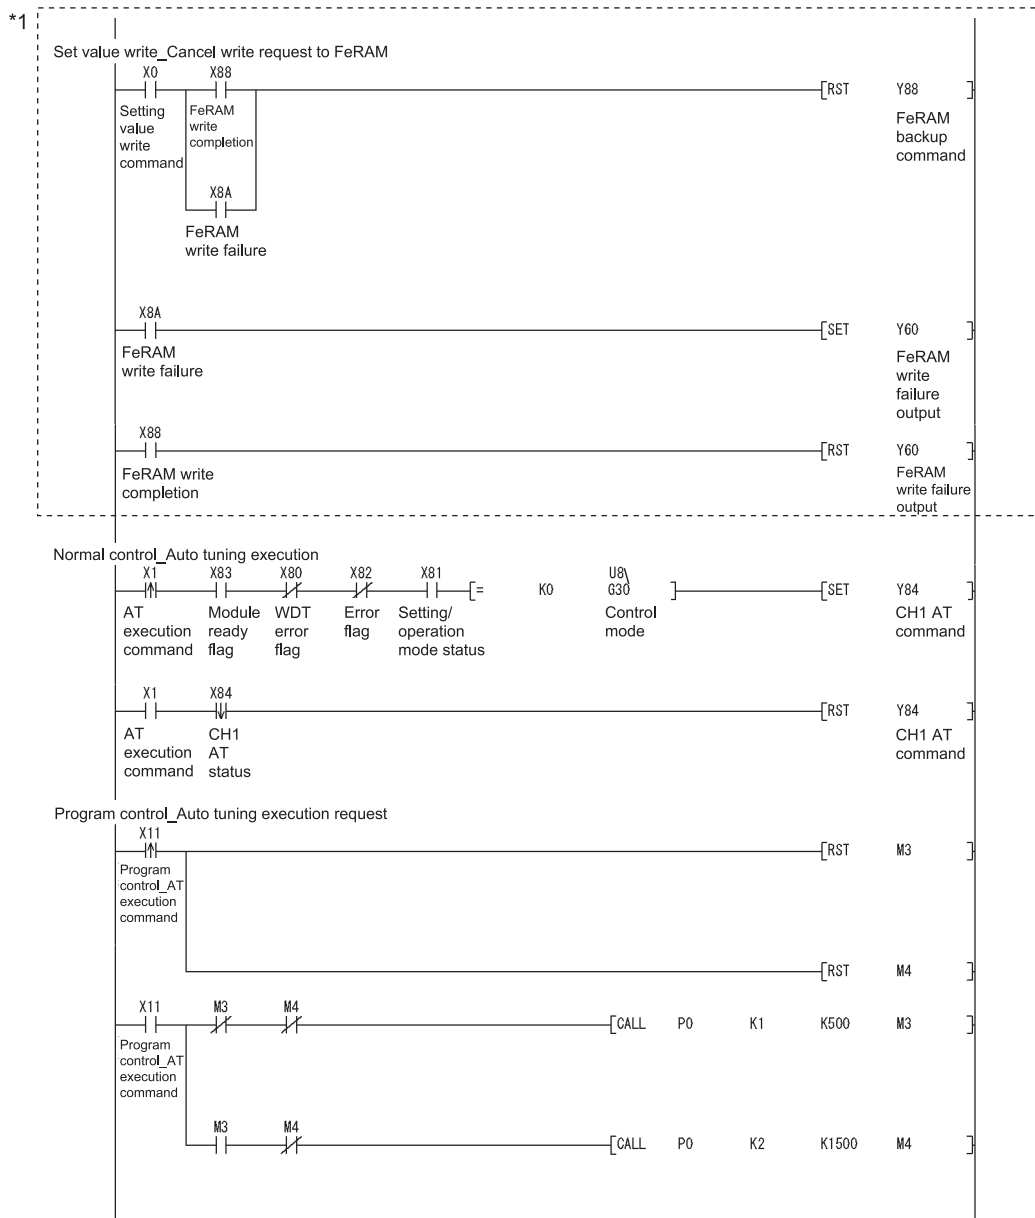 *1
Set value write_Cancel write request to FeRAM
X0 X88
[RST Y88 ]
Setting
value
write
command
FeRAM
write
completion
FeRAM
backup
command
X8A
FeRAM
write failure
X8A
[SET Y60 ]
FeRAM
write failure
FeRAM
write
failure
output
X88
[RST Y60 ]
FeRAM write
completion
FeRAM
write failure
output
Normal control_Auto tuning execution
X1 X83 X80 X82 X81 U8\
[= K0 G30 ] [SET Y84 ]
AT
execution
command
Module
ready
flag
WDT
error
flag
Error
flag
Setting/
operation
mode status
Control
mode
CH1 AT
command
X1 X84
[RST Y84 ]
AT
execution
command
CH1
AT
status
CH1 AT
command
Program control_Auto tuning execution request
X11
[RST M3 ]
Program
control_AT
execution
command
[RST M4 ]
X11 M3 M4
[CALL P0 K1 K500 M3 ]
Program
control_AT
execution
command
M3 M4
[CALL P0 K2 K1500 M4 ]